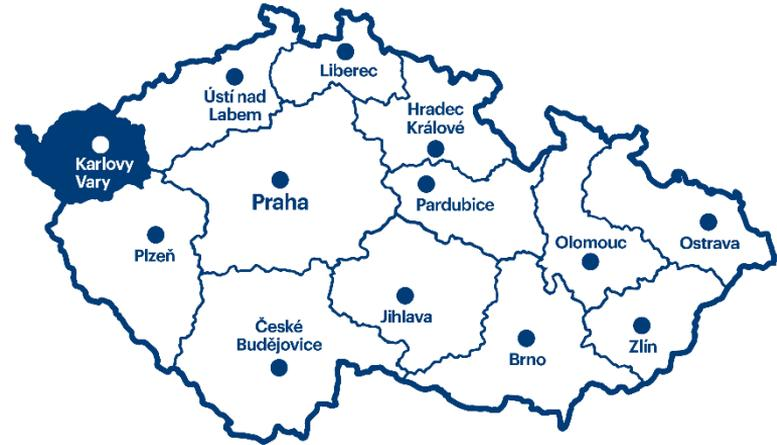 Liberec
Ústí nad
Labem
Hradec
Králové
Karlovy
Vary
Praha
Pardubice
Plzeň
Olomouc
Ostrava
Jihlava
České
Budějovice
Brno
Zlín